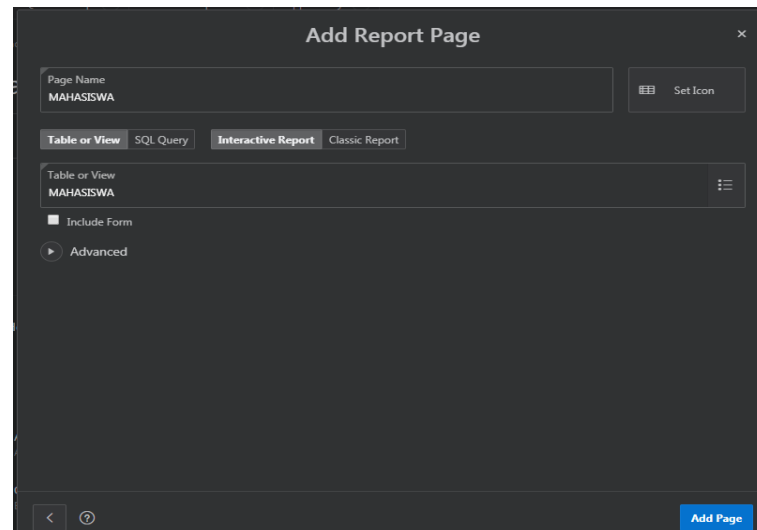 Add Report Page
Page Name
MAHASISWA
Set Icon
Table or View SQL Query Interactive Report Classic Report
Table or View
MAHASISWA
Include Form
Advanced
Add Page